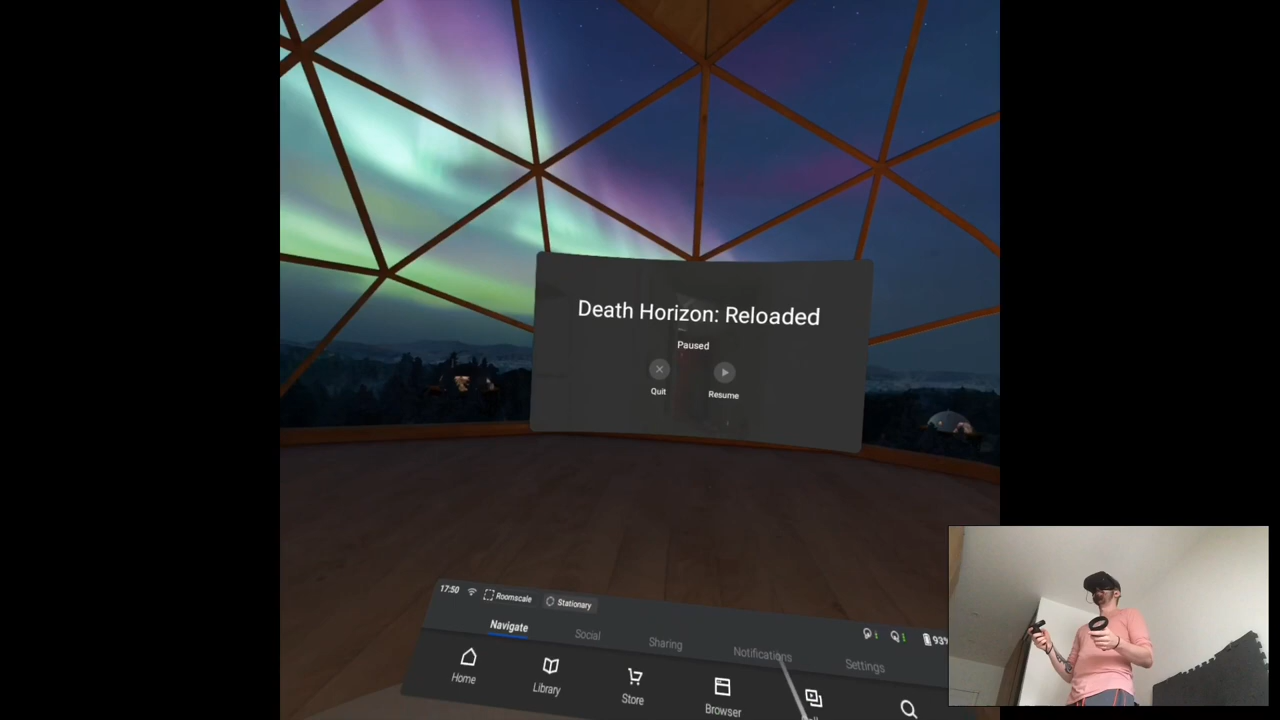 Death Horizon: Reloaded
Paused
Quit
Resume
17:50
Roomscale
Stationary
93%
Navigate
Social
Sharing
Notifications
Settings
Home
Library
Store
Browser